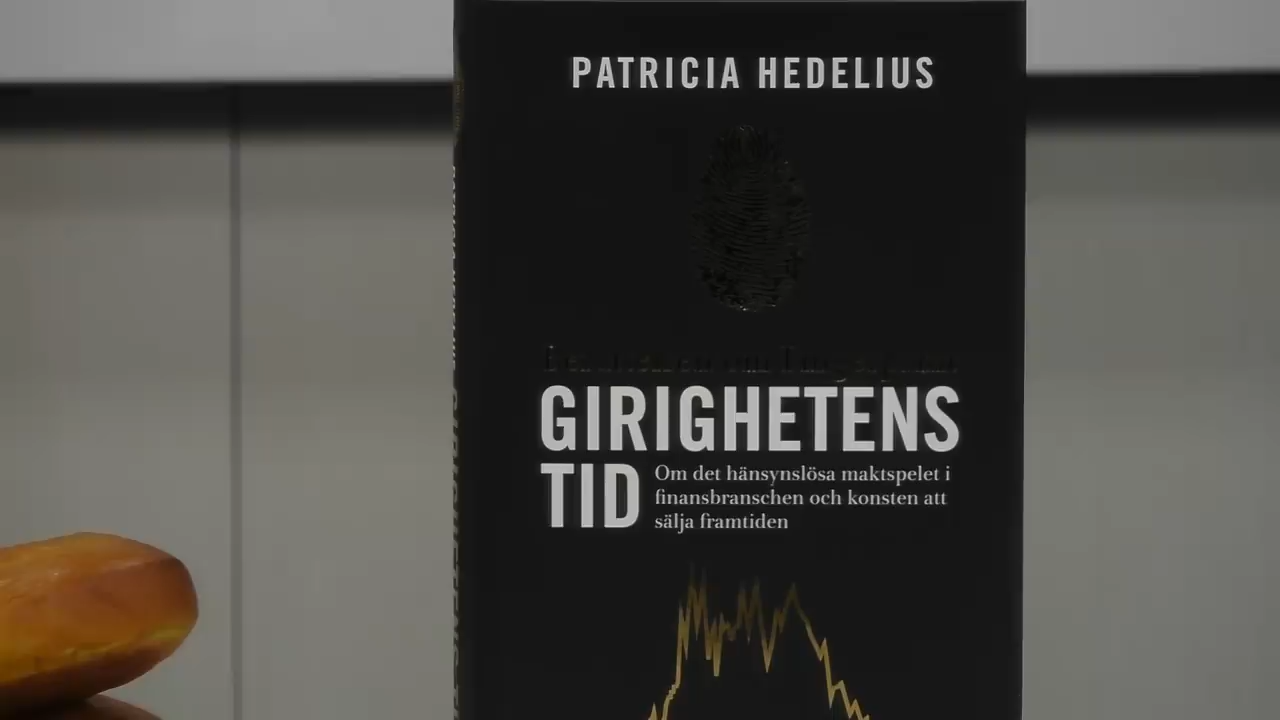 PATRICIA HEDELIUS
GIRIGHETENS
TID
Om det hänsynslösa maktspelet i
finansbranschen och konsten att
sälja framtiden